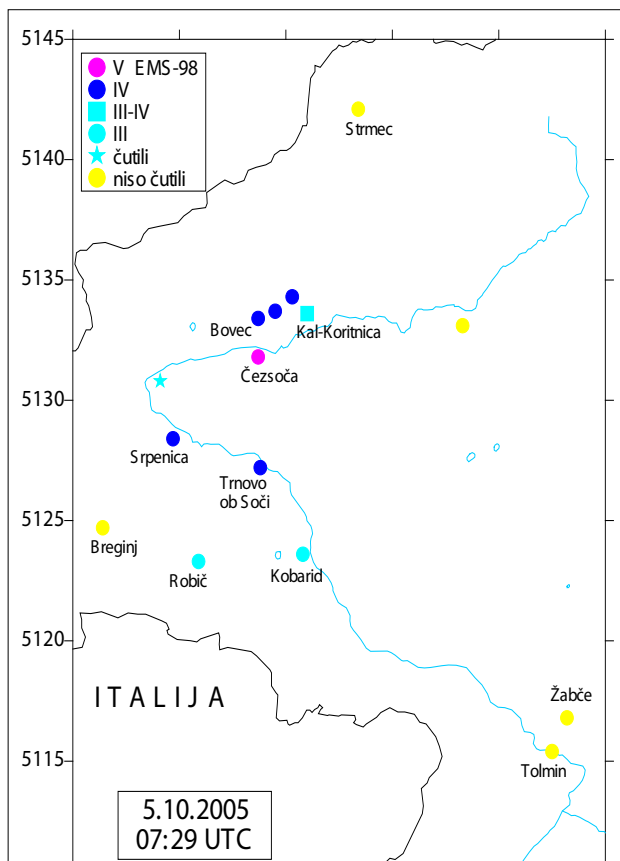 5145
5140
5135
5130
5125
5120
5115
V EMS-98
IV
III-IV
III
čutili
niso čutili
Strmec
Bovec
Kal-Koritnica
Čezsoča
Srpenica
Trnovo
ob Soči
Breginj
Robič
Kobarid
ITALIJA
Žabče
Tolmin
5.10.2005
07:29 UTC